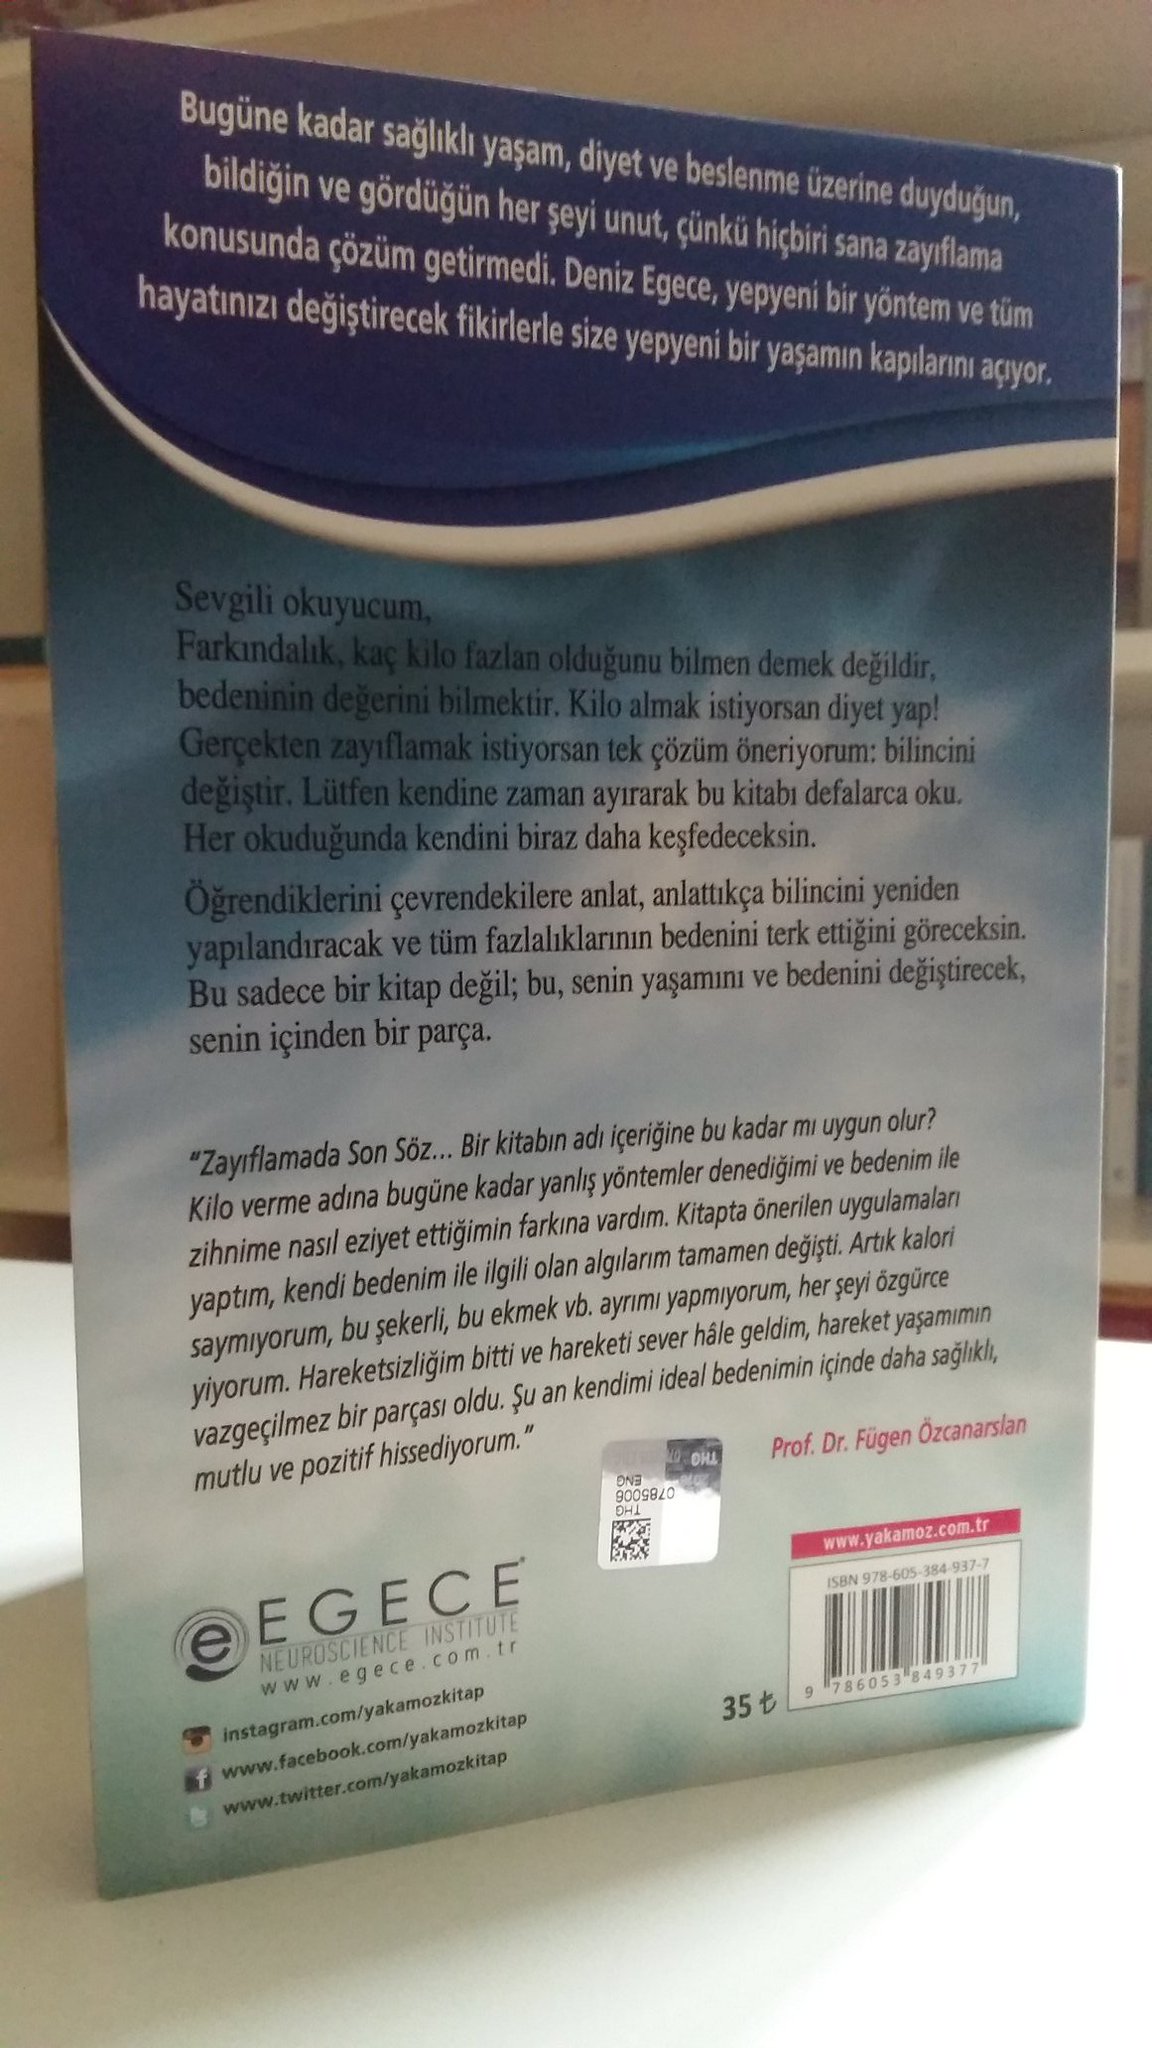 Bugüne kadar sağlıklı yaşam, diyet ve beslenme üzerine duyduğun,
bildiğin ve gördüğün her şeyi unut, çünkü hiçbiri sana zayıflama
konusunda çözüm getirmedi. Deniz Egece, yepyeni bir yöntem ve tüm
hayatınızı değiştirecek fikirlerle size yepyeni bir yaşamın kapılarını açıyor.
Sevgili okuyucum,
Farkındalık, kaç kilo fazlan olduğunu bilmen demek değildir,
bedeninin değerini bilmektir. Kilo almak istiyorsan diyet yap!
Gerçekten zayıflamak istiyorsan tek çözüm öneriyorum: bilincini
değiştir. Lütfen kendine zaman ayırarak bu kitabı defalarca oku.
Her okuduğunda kendini biraz daha keşfedeceksin.
Öğrendiklerini çevrendekilere anlat, anlattıkça bilincini yeniden
yapılandıracak ve tüm fazlalıklarının bedenini terk ettiğini göreceksin.
Bu sadece bir kitap değil; bu, senin yaşamını ve bedenini değiştirecek,
senin içinden bir parça.
"Zayıflamada Son Söz... Bir kitabın adı içeriğine bu kadar mı uygun olur?
Kilo verme adına bugüne kadar yanlış yöntemler denediğimi ve bedenim ile
zihnime nasıl eziyet ettiğimin farkına vardım. Kitapta önerilen uygulamaları
yaptım, kendi bedenim ile ilgili olan algılarım tamamen değişti. Artık kalori
saymıyorum, bu şekerli, bu ekmek vb. ayrımı yapmıyorum, her şeyi özgürce
yiyorum. Hareketsizliğim bitti ve hareketi sever hâle geldim, hareket yaşamımın
vazgeçilmez bir parçası oldu. Şu an kendimi ideal bedenimin içinde daha sağlıklı,
mutlu ve pozitif hissediyorum."
Prof. Dr. Fügen Özcanarslan
THG
ENG
0785006
THG
www.yakamoz.com.tr
ISBN 978-605-384-937-7
9 786053 849377
35 ₺
e EGECE
NEUROSCIENCE INSTITUTE
www.egece.com.tr
instagram.com/yakamozkitap
www.facebook.com/yakamozkitap
www.twitter.com/yakamozkitap